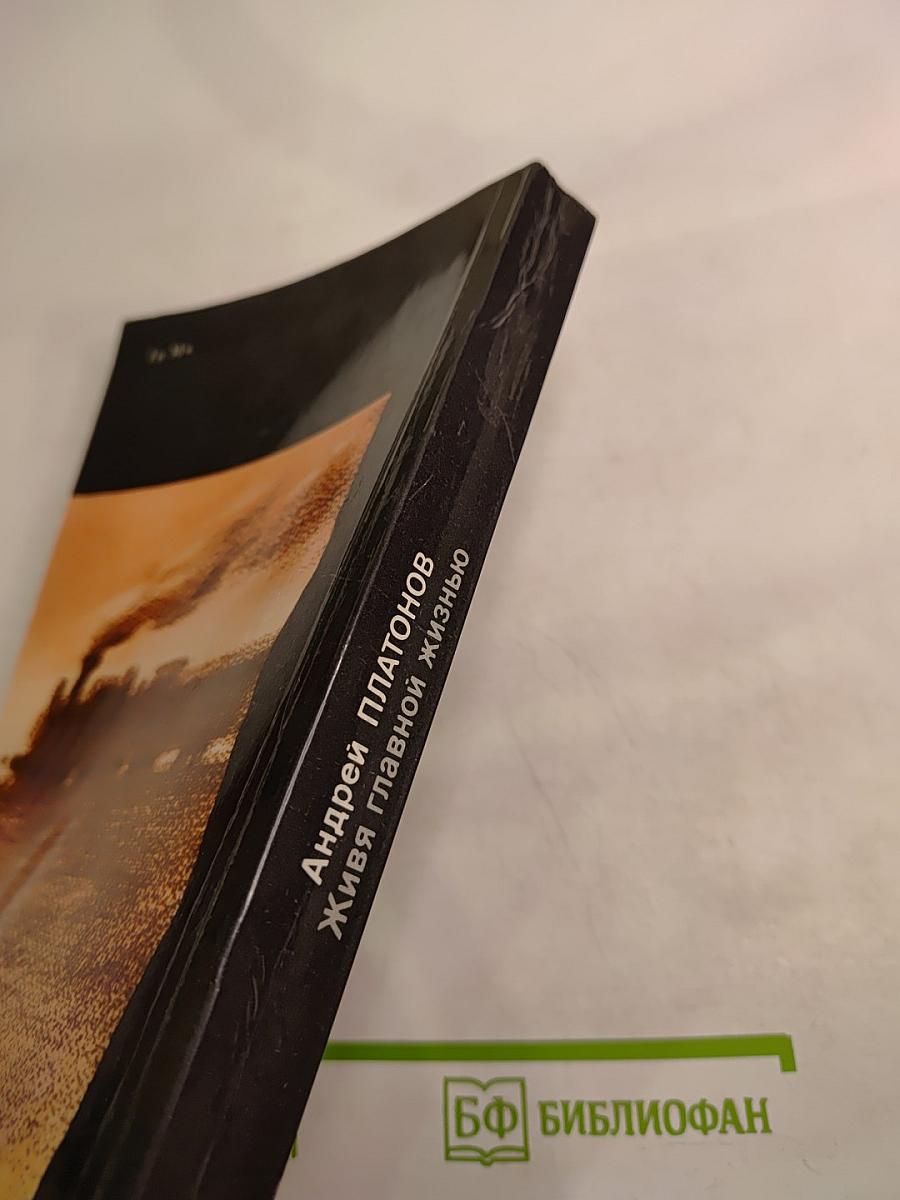 Андрей ПЛАТОНОВ
Живя главной жизнью
БФ БИБЛИОФАН